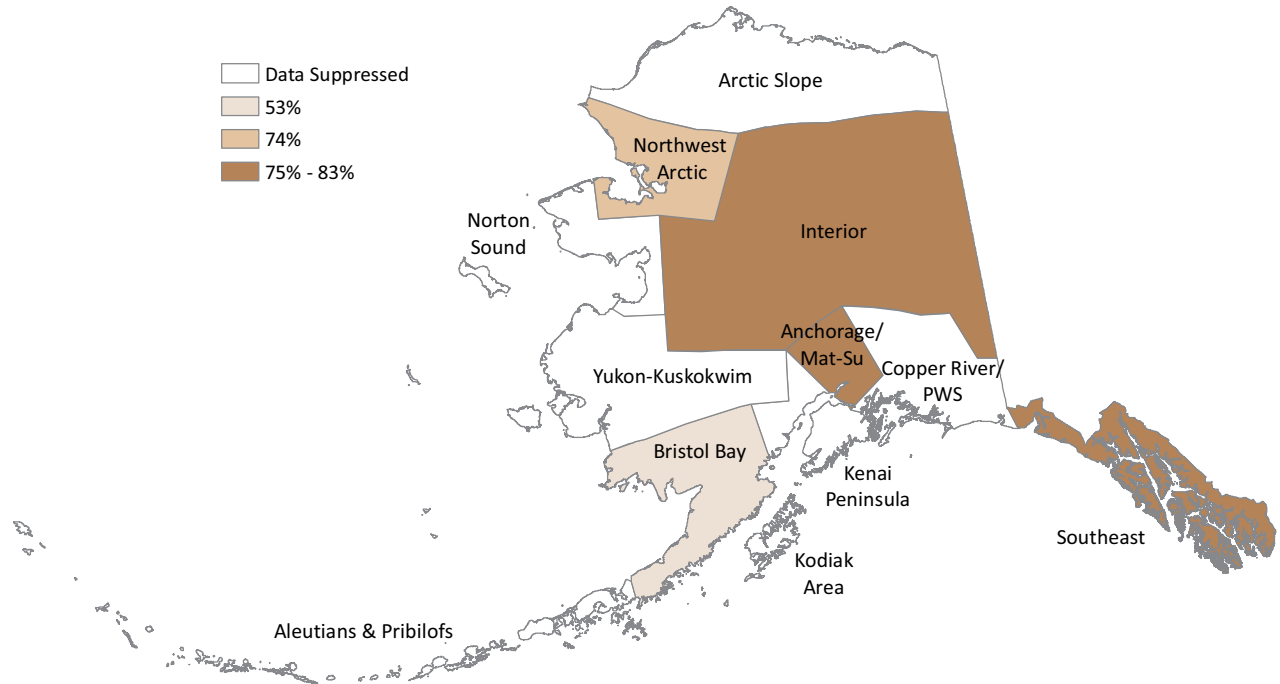 Data Suppressed
53%
74%
75% - 83%
Arctic Slope
Northwest
Arctic
Norton
Sound
Interior
Anchorage/
Mat-Su
Copper River/
PWS
Yukon-Kuskokwim
Bristol Bay
Kenai
Peninsula
Southeast
Kodiak
Area
Aleutians & Pribilofs